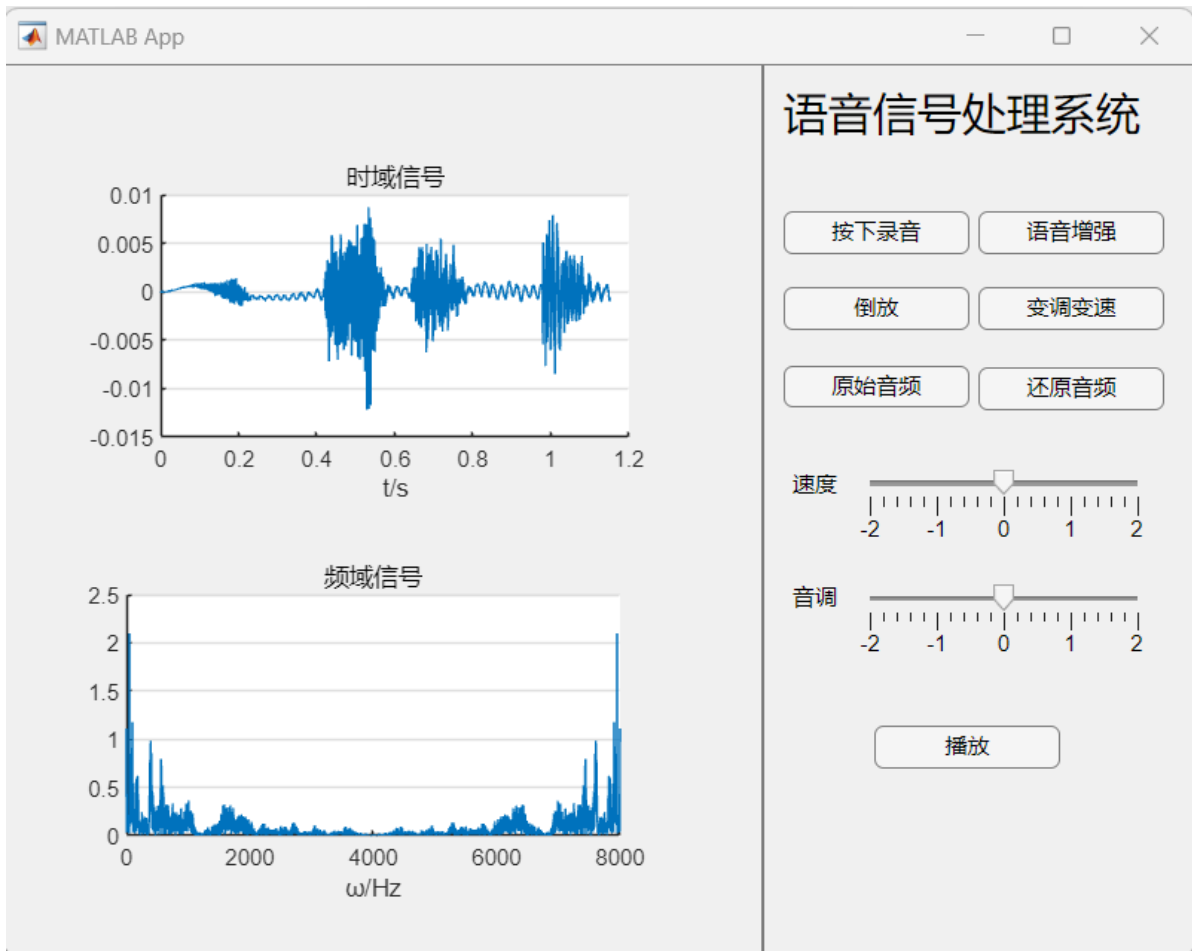 MATLAB App
时域信号
0.01
0.005
0
-0.005
-0.01
-0.015
0 0.2 0.4 0.6 0.8 1 1.2
t/s
频域信号
2.5
2
1.5
1
0.5
0
0 2000 4000 6000 8000
ω/Hz
语音信号处理系统
按下录音 语音增强
倒放 变调变速
原始音频 还原音频
速度
-2 -1 0 1 2
音调
-2 -1 0 1 2
播放